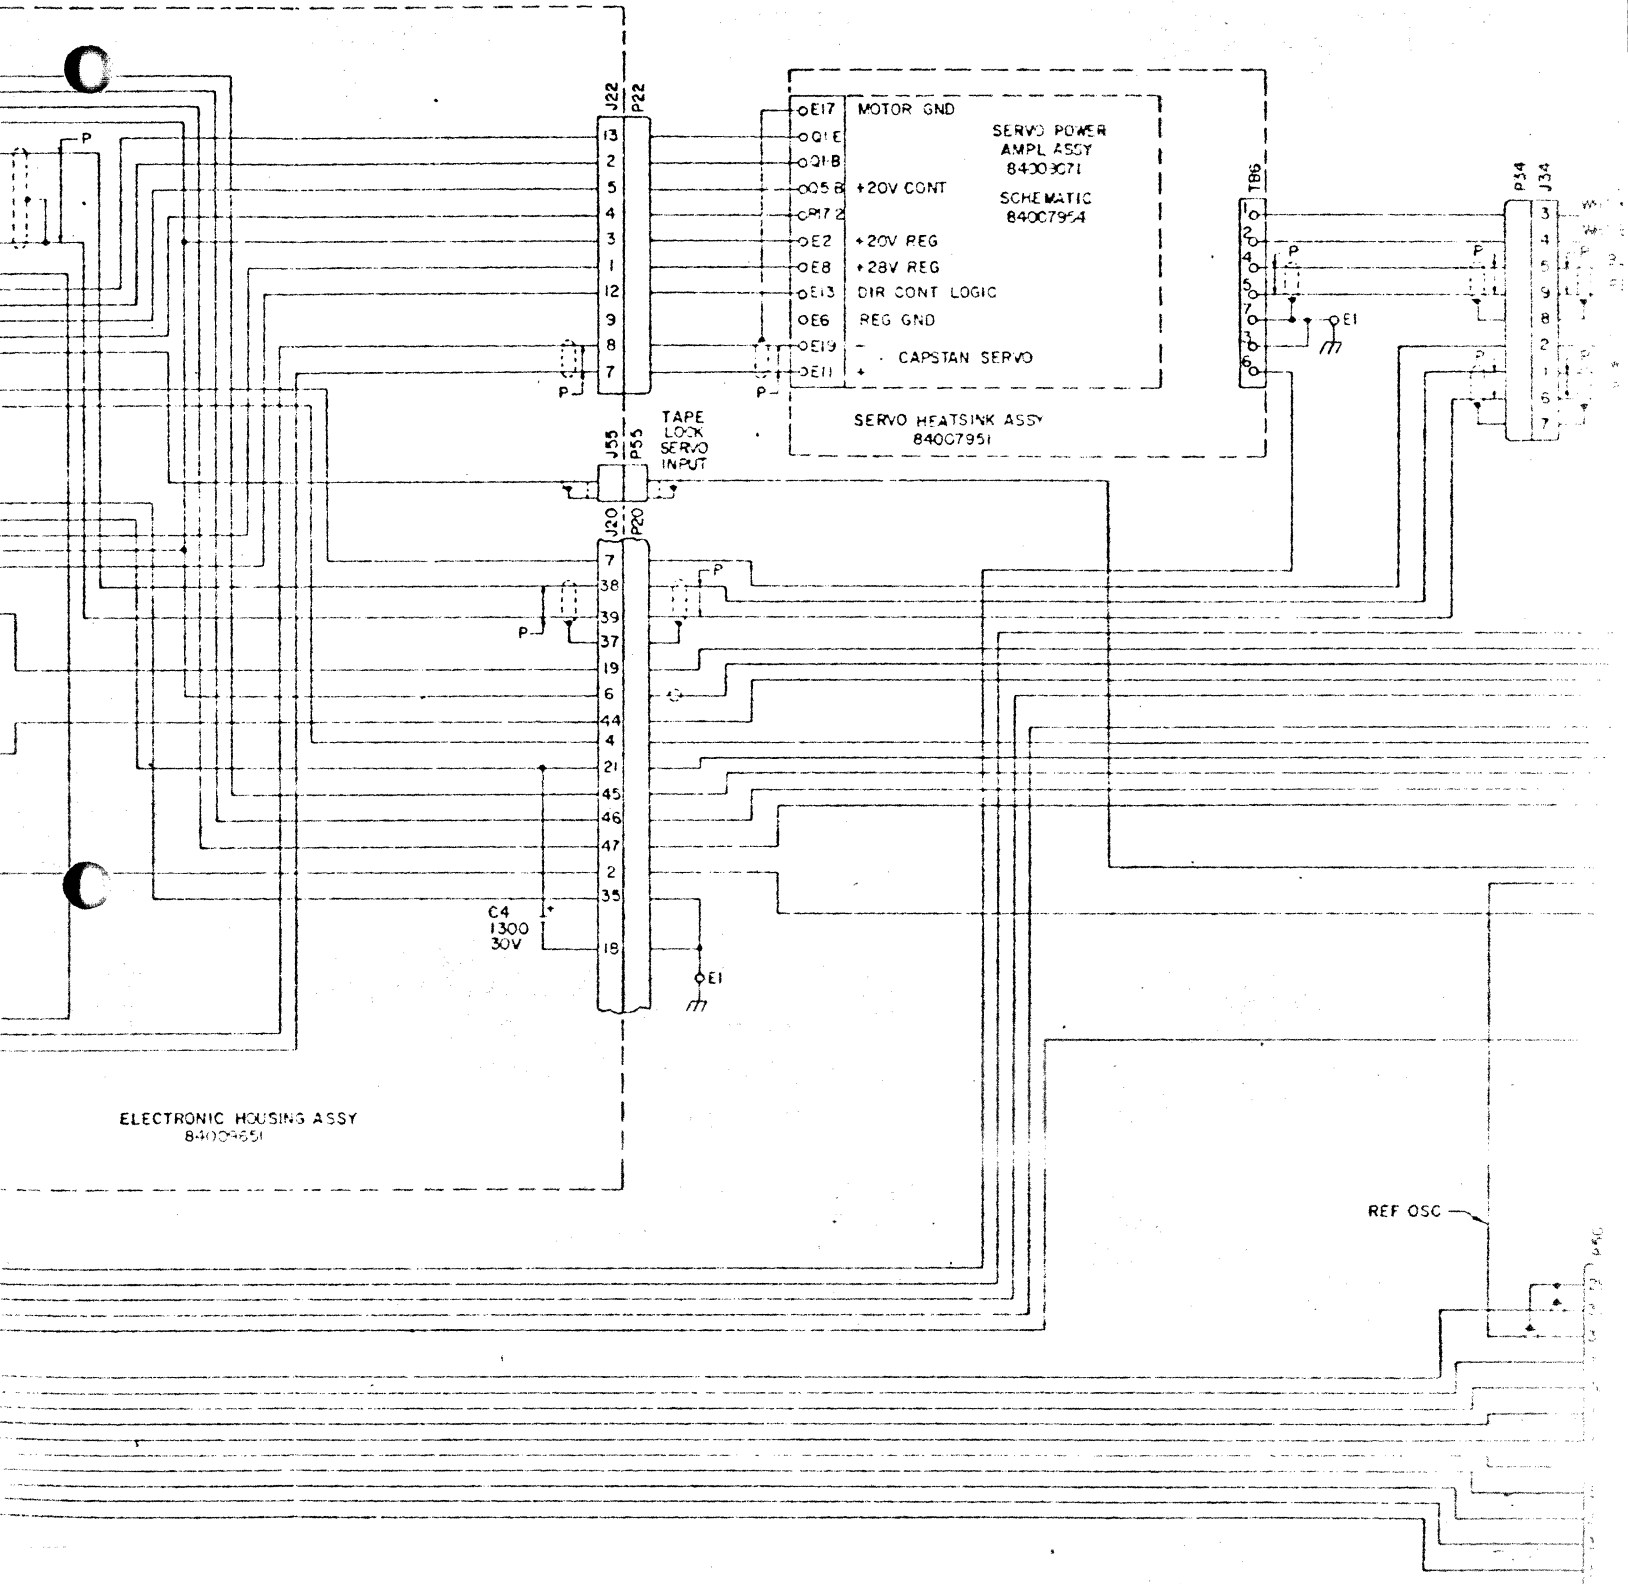 J22
P22
13
2
5
4
3
1
12
9
8
7
P
P
P
E17 MOTOR GND
Q1 E
Q1 B
Q5 B +20V CONT
R17 2
E2 +20V REG
E8 +28V REG
E13 DIR CONT LOGIC
E6 REG GND
E19 -
CAPSTAN SERVO
E11 +
SERVO POWER
AMPL ASSY
SCHEMATIC
84007954
SERVO HEATSINK ASSY
84007951
TB6
1
2
4
5
7
3
6
P
E1
P34
J34
3
4
5
9
8
2
1
6
7
P
P
P
P
TAPE
LOCK
SERVO
INPUT
J55
P55
J20
P20
7
38
39
37
19
6
44
4
21
45
46
47
2
35
18
P
P
C4
1300
30V
+
E1
ELECTRONIC HOUSING ASSY
REF OSC